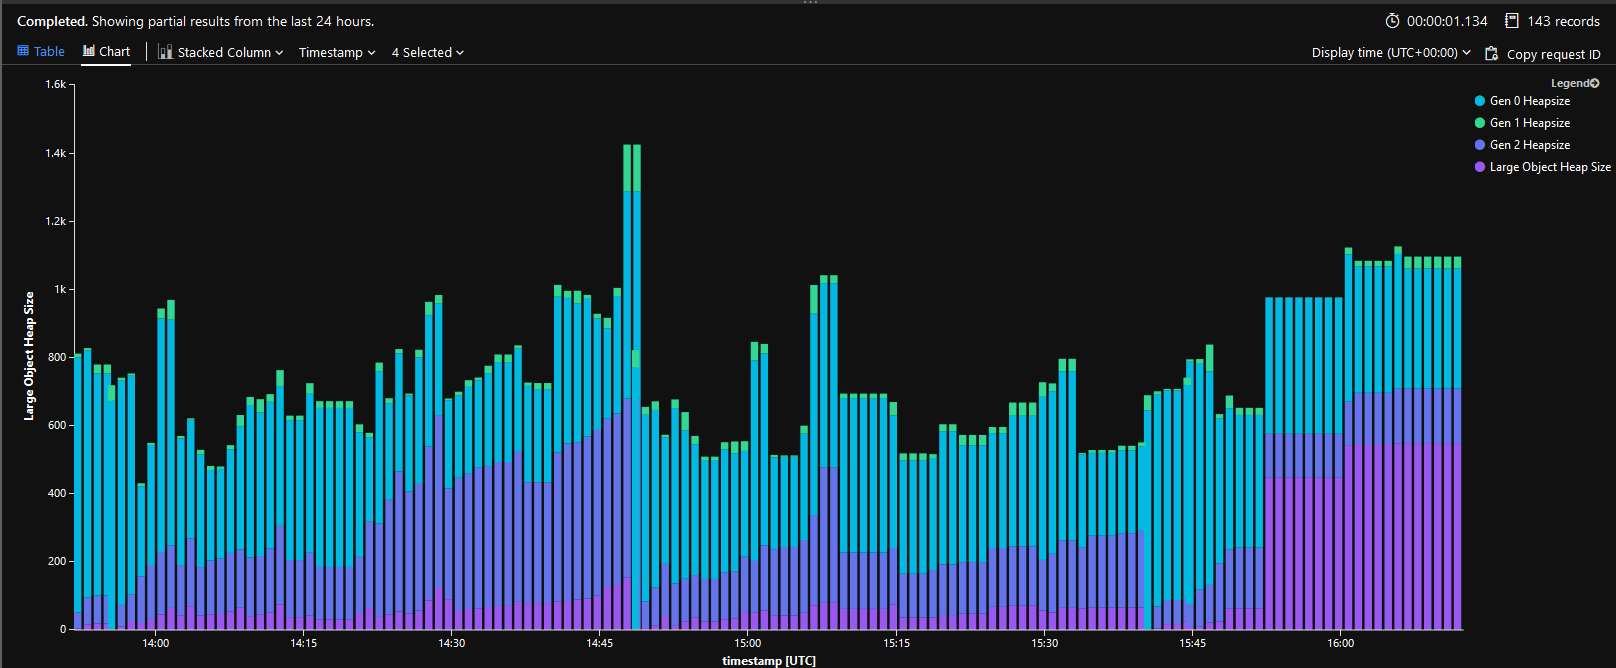 Completed. Showing partial results from the last 24 hours.
00:00:01.134
143 records
Table
Chart
Stacked Column
Timestamp
4 Selected
Display time (UTC+00:00)
Copy request ID
Legend
Gen 0 Heapsize
Gen 1 Heapsize
Gen 2 Heapsize
Large Object Heap Size
Large Object Heap Size
1.6k
1.4k
1.2k
1k
800
600
400
200
0
14:00
14:15
14:30
14:45
15:00
15:15
15:30
15:45
16:00
timestamp [UTC]